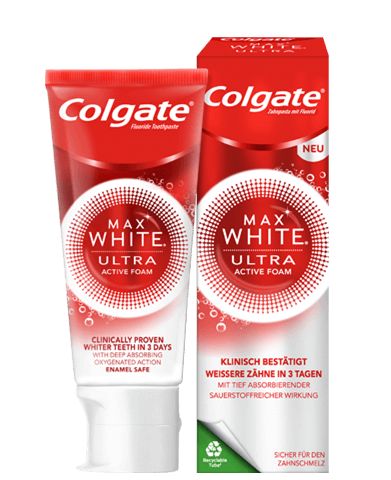 Colgate®
Fluoride Toothpaste
MAX
WHITE®
ULTRA
ACTIVE FOAM
CLINICALLY PROVEN
WHITER TEETH IN 3 DAYS
WITH DEEP ABSORBING
OXYGENATED ACTION
ENAMEL SAFE
Colgate®
Zahnpasta mit Fluorid
NEU
MAX
WHITE®
ULTRA
ACTIVE FOAM
KLINISCH BESTÄTIGT
WEISSERE ZÄHNE IN 3 TAGEN
MIT TIEF ABSORBIERENDER
SAUERSTOFFREICHER WIRKUNG
Recyclable
Tube²
SICHER FÜR DEN
ZAHNSCHMELZ